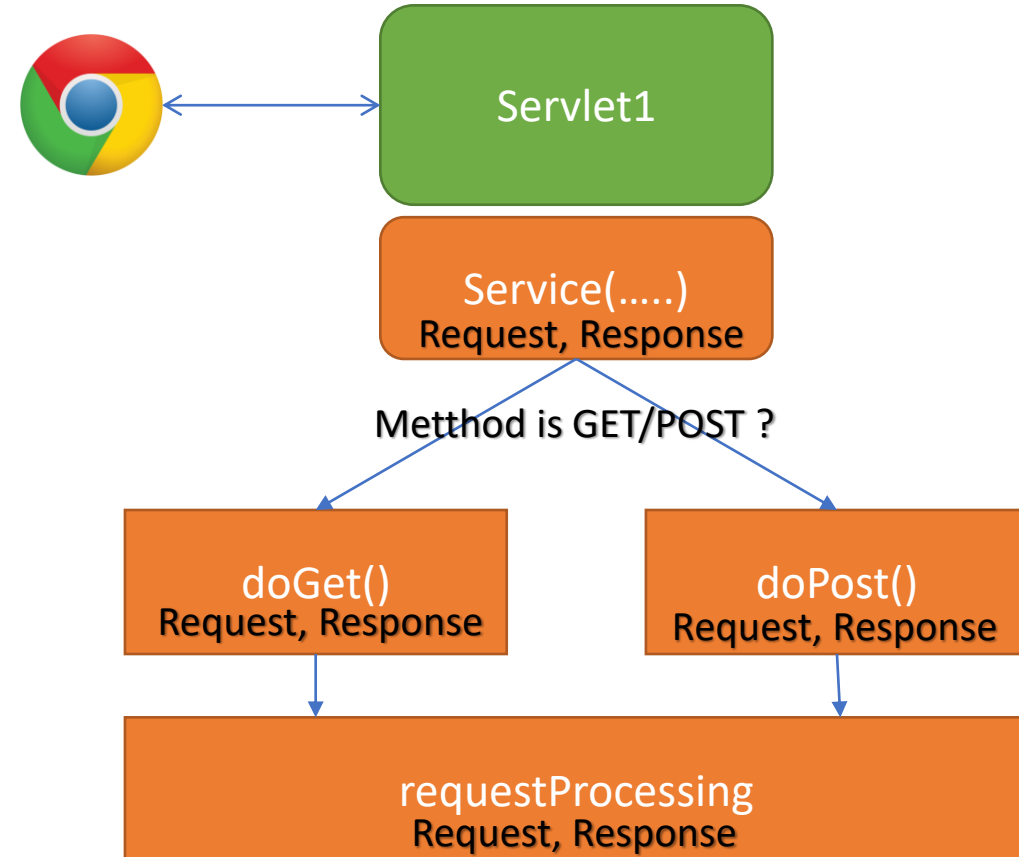 Servlet1
Service(…..)
Request, Response
Metthod is GET/POST ?
doGet()
Request, Response
doPost()
Request, Response
requestProcessing
Request, Response